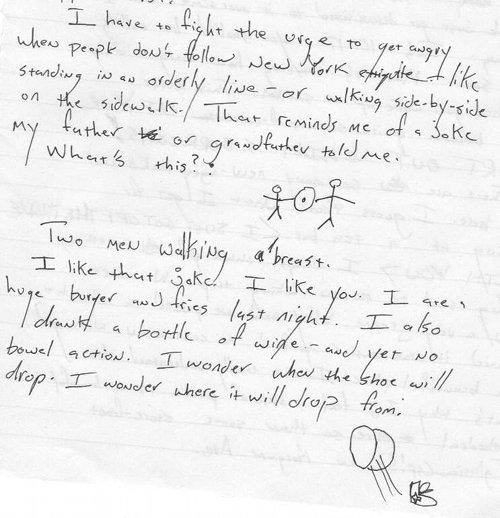 I have to fight the urge to get angry
when people don't follow New York etiquite - like
standing in an orderly line - or walking side-by-side
on the sidewalk. That reminds me of a joke
my father or grandfather told me.
What's this?:
Two men walking a'breast.
I like that joke. I like you. I ate a
huge burger and fries last night. I also
drank a bottle of wine - and yet no
bowel action. I wonder when the shoe will
drop. I wonder where it will drop from.